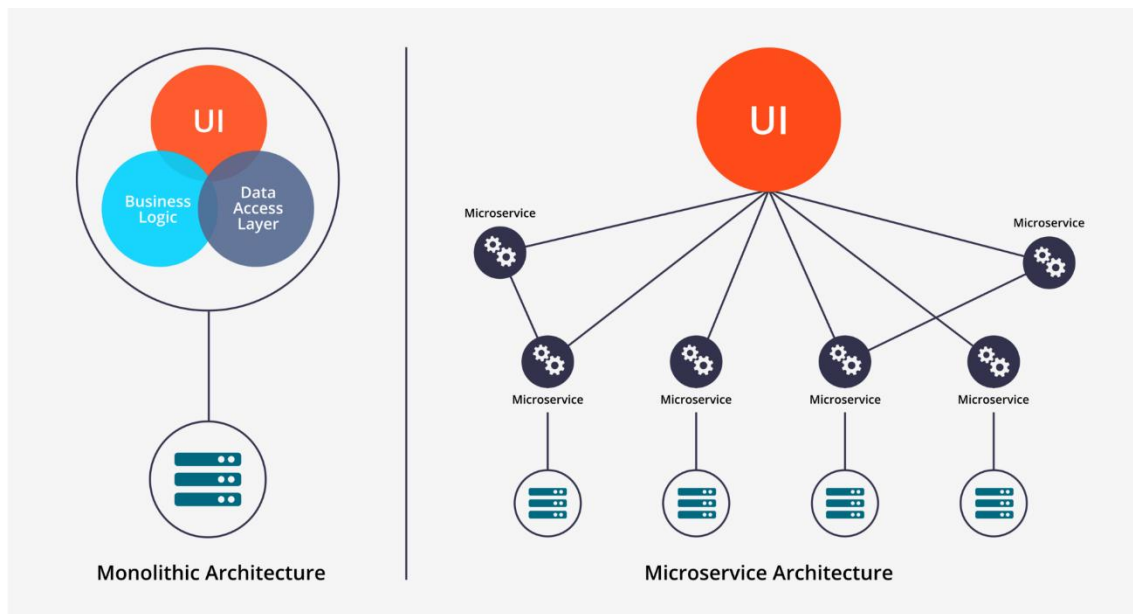 UI
Business
Logic
Data
Access
Layer
Monolithic Architecture
UI
Microservice
Microservice
Microservice
Microservice
Microservice
Microservice
Microservice Architecture